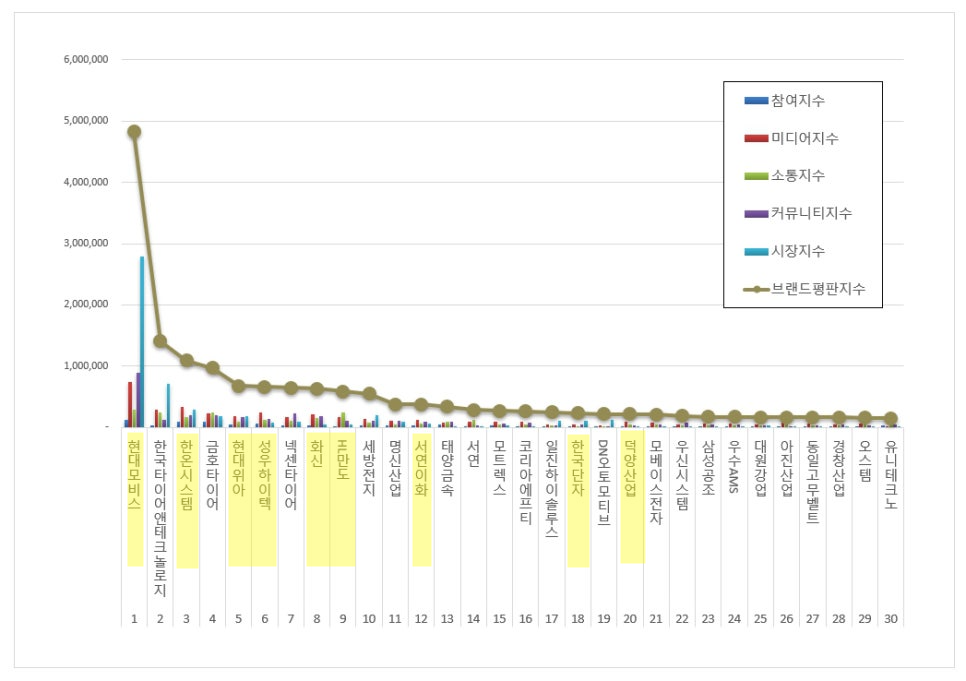 6,000,000
5,000,000
4,000,000
3,000,000
2,000,000
1,000,000
-
참여지수
미디어지수
소통지수
커뮤니티지수
시장지수
브랜드평판지수
현대모비스
한국타이어앤테크놀로지
한온시스템
금호타이어
현대위아
성우하이텍
넥센타이어
화신
HL만도
세방전지
명신산업
서연이화
태양금속
서연
모트렉스
코리아에프티
일진하이솔루스
한국단자
DN오토모티브
덕양산업
모베이스전자
우신시스템
삼성공조
우수AMS
대원강업
아진산업
동일고무벨트
경창산업
오스템
유니테크노
1 2 3 4 5 6 7 8 9 10 11 12 13 14 15 16 17 18 19 20 21 22 23 24 25 26 27 28 29 30